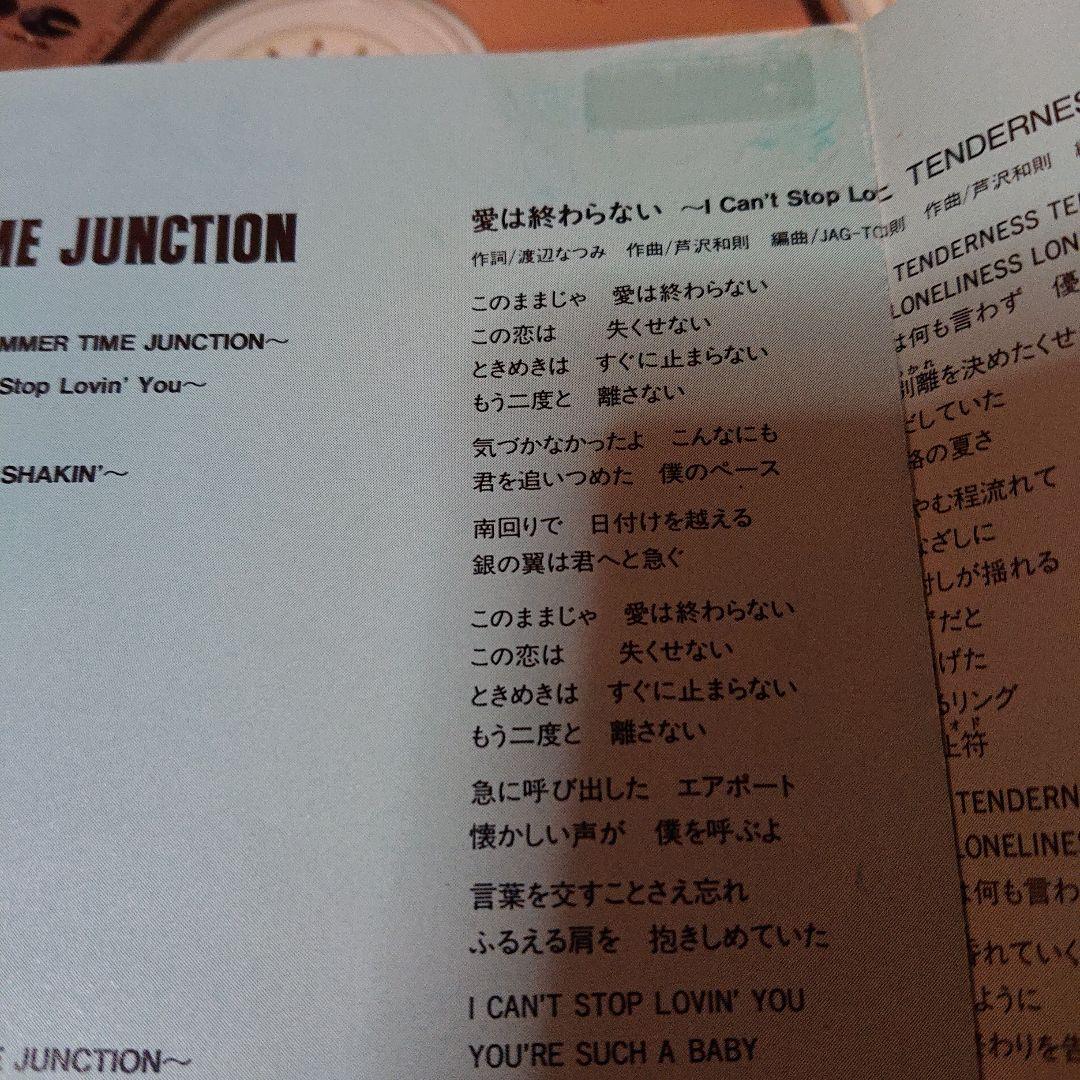 ME JUNCTION
MMER TIME JUNCTION〜
Stop Lovin' You〜
SHAKIN'〜
JUNCTION〜
愛は終わらない 〜I Can't Stop Lo
作詞/渡辺なつみ 作曲/芦沢和則 編曲/JAG-TO
このままじゃ 愛は終わらない
この恋は 失くせない
ときめきは すぐに止まらない
もう二度と 離さない
気づかなかったよ こんなにも
君を追いつめた 僕のペース
南回りで 日付けを越える
銀の翼は君へと急ぐ
このままじゃ 愛は終わらない
この恋は 失くせない
ときめきは すぐに止まらない
もう二度と 離さない
急に呼び出した エアポート
懐かしい声が 僕を呼ぶよ
言葉を交すことさえ忘れ
ふるえる肩を 抱きしめていた
I CAN'T STOP LOVIN' YOU
YOU'RE SUCH A BABY
TENDERNES
作曲/芦沢和則
TENDERNESS TE
LONELINESS LON
は何も言わず 優
別離を決めたくせ
だしていた
の夏さ
やむ程流れて
なざしに
しが揺れる
だと
げた
るリング
止符
TENDERN
LONELINE
は何も言わ
れていく
ように
わりを告